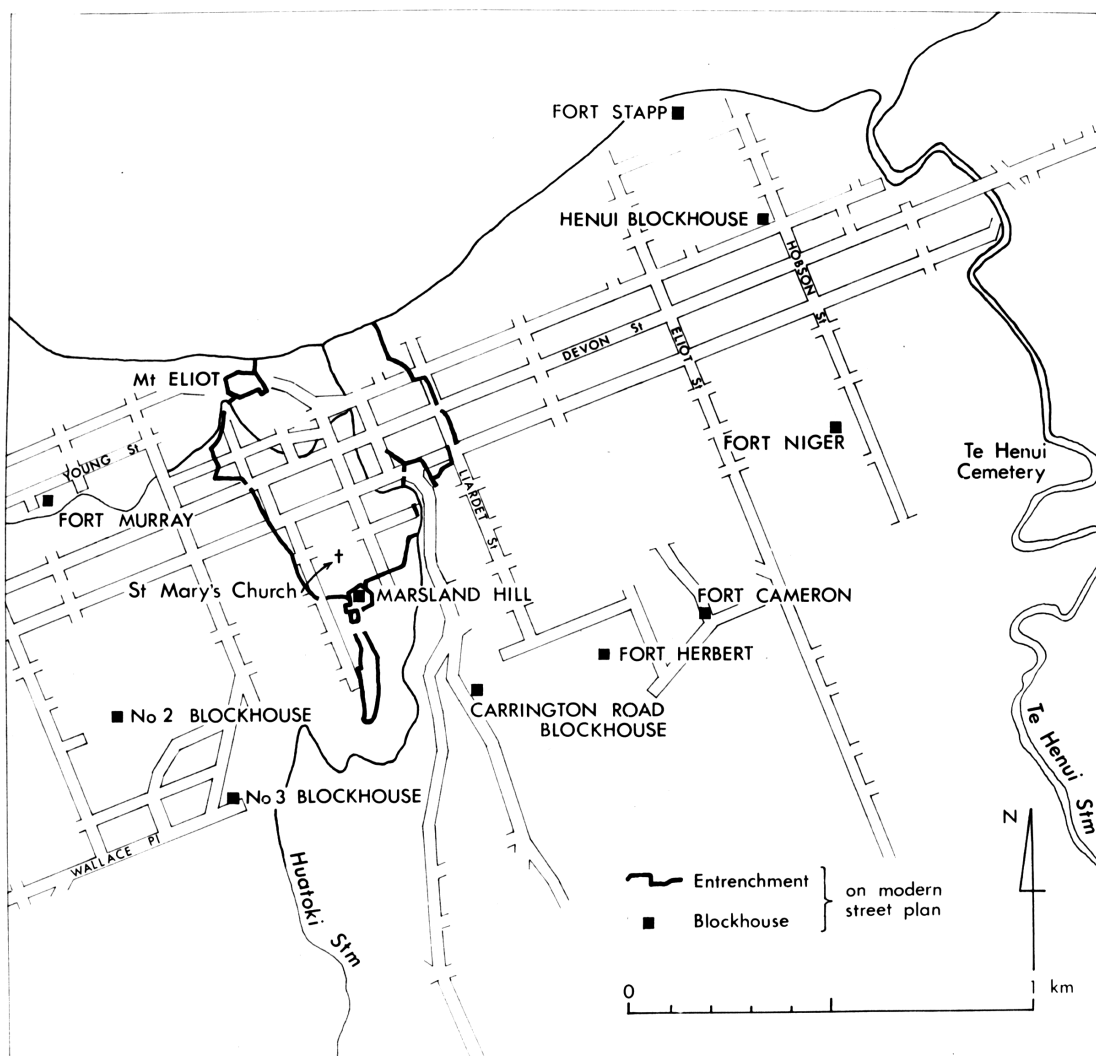 FORT STAPP
HENUI BLOCKHOUSE
HOBSON St
DEVON St
ELIOT St
Mt ELIOT
YOUNG St
FORT MURRAY
FORT NIGER
Te Henui
Cemetery
LIARDET St
St Mary's Church
MARSLAND HILL
FORT CAMERON
FORT HERBERT
CARRINGTON ROAD
BLOCKHOUSE
No 2 BLOCKHOUSE
No 3 BLOCKHOUSE
WALLACE Pl
Huatoki Stm
Te Henui Stm
N
Entrenchment
Blockhouse
on modern
street plan
0
1 km